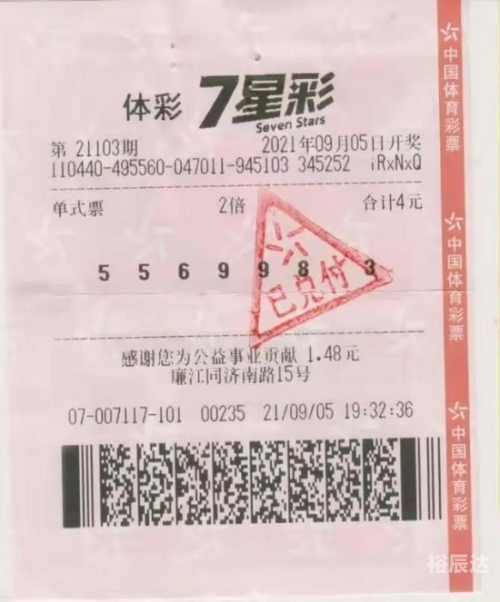 体彩 7星彩
Seven Stars
第 21103期 2021年09月05日开奖
110440-495560-047011-945103 345252 iRxNxQ
单式票 2倍 合计4元
5 5 6 9 9 8 3
已兑付
感谢您为公益事业贡献 1.48元
廉江同济南路15号
07-007117-101 00235 21/09/05 19:32:36
中国体育彩票
中国体育彩票
中国体育彩票
裕辰达